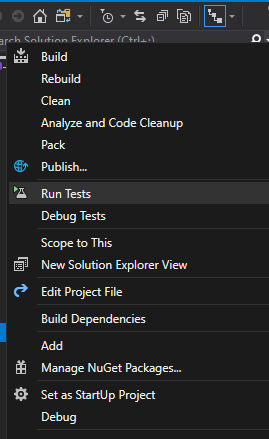 arch Solution Explorer (Ctrl+;)
Build
Rebuild
Clean
Analyze and Code Cleanup
Pack
Publish...
Run Tests
Debug Tests
Scope to This
New Solution Explorer View
Edit Project File
Build Dependencies
Add
Manage NuGet Packages...
Set as StartUp Project
Debug